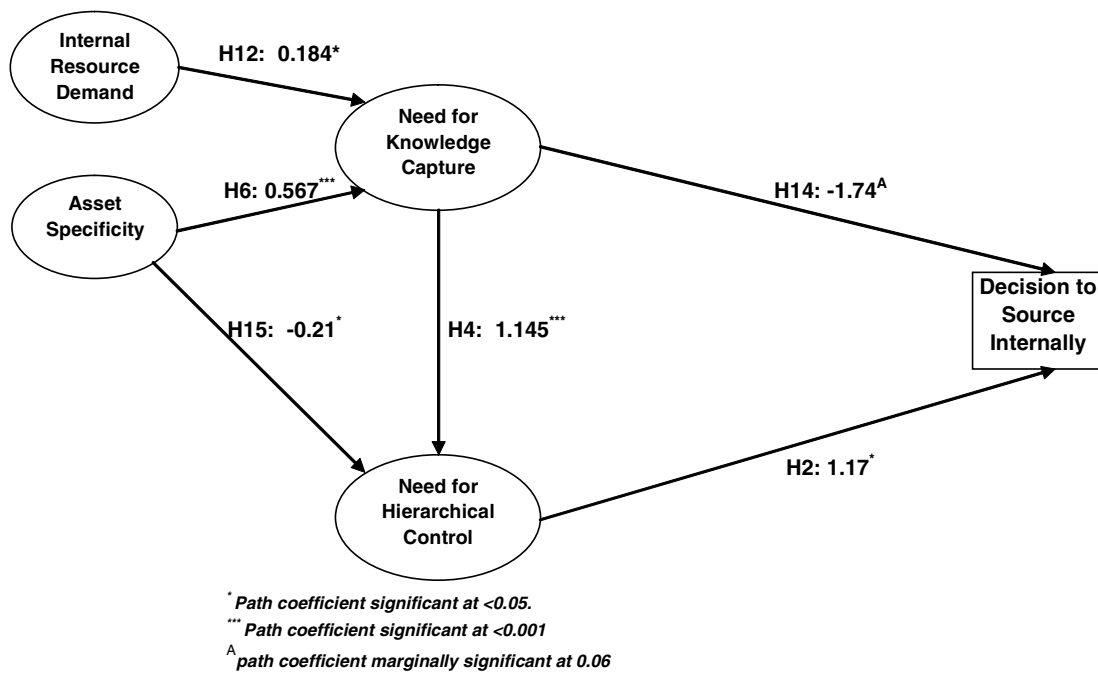 Internal
Resource
Demand
H12: 0.184*
Need for
Knowledge
Capture
H6: 0.567***
Asset
Specificity
H14: -1.74A
Decision to
Source
Internally
H15: -0.21*
H4: 1.145***
H2: 1.17*
Need for
Hierarchical
Control
* Path coefficient significant at <0.05.
*** Path coefficient significant at <0.001
A path coefficient marginally significant at 0.06